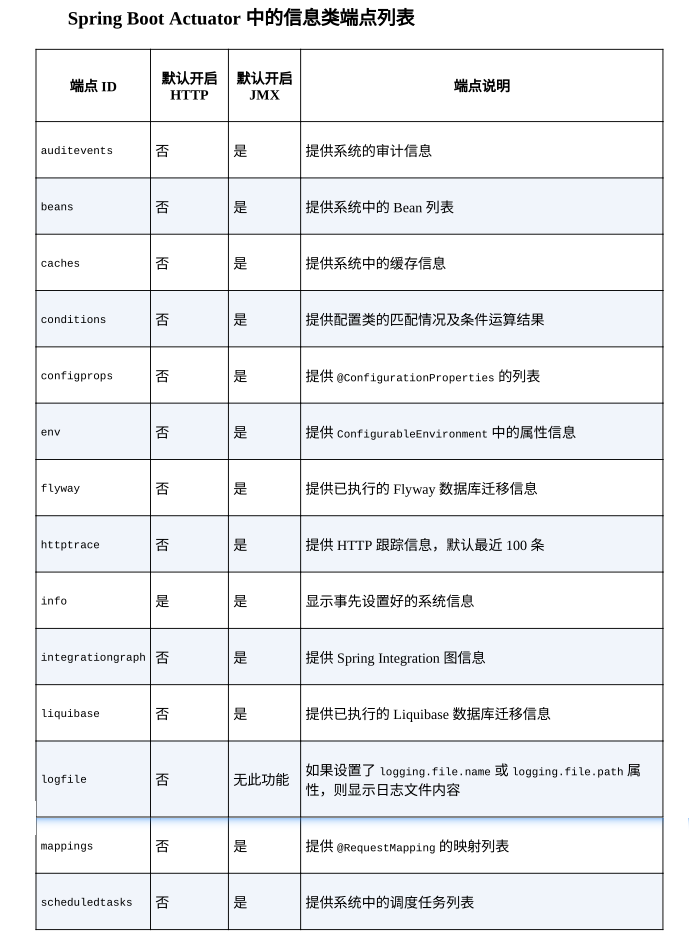 Spring Boot Actuator 中的信息类端点列表
端点 ID 默认开启 HTTP 默认开启 JMX 端点说明
auditevents 否 是 提供系统的审计信息
beans 否 是 提供系统中的 Bean 列表
caches 否 是 提供系统中的缓存信息
conditions 否 是 提供配置类的匹配情况及条件运算结果
configprops 否 是 提供 @ConfigurationProperties 的列表
env 否 是 提供 ConfigurableEnvironment 中的属性信息
flyway 否 是 提供已执行的 Flyway 数据库迁移信息
httptrace 否 是 提供 HTTP 跟踪信息，默认最近 100 条
info 是 是 显示事先设置好的系统信息
integrationgraph 否 是 提供 Spring Integration 图信息
liquibase 否 是 提供已执行的 Liquibase 数据库迁移信息
logfile 否 无此功能 如果设置了 logging.file.name 或 logging.file.path 属
性，则显示日志文件内容
mappings 否 是 提供 @RequestMapping 的映射列表
scheduledtasks 否 是 提供系统中的调度任务列表